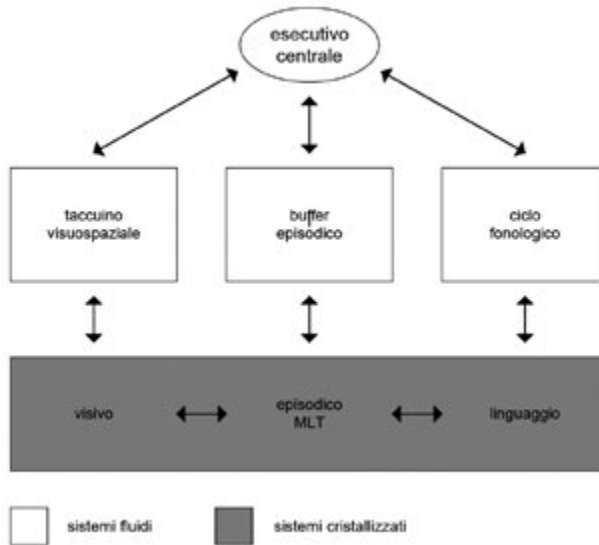 esecutivo
centrale
taccuino
visuospaziale
buffer
episodico
ciclo
fonologico
visivo
episodico
MLT
linguaggio
sistemi fluidi
sistemi cristallizzati